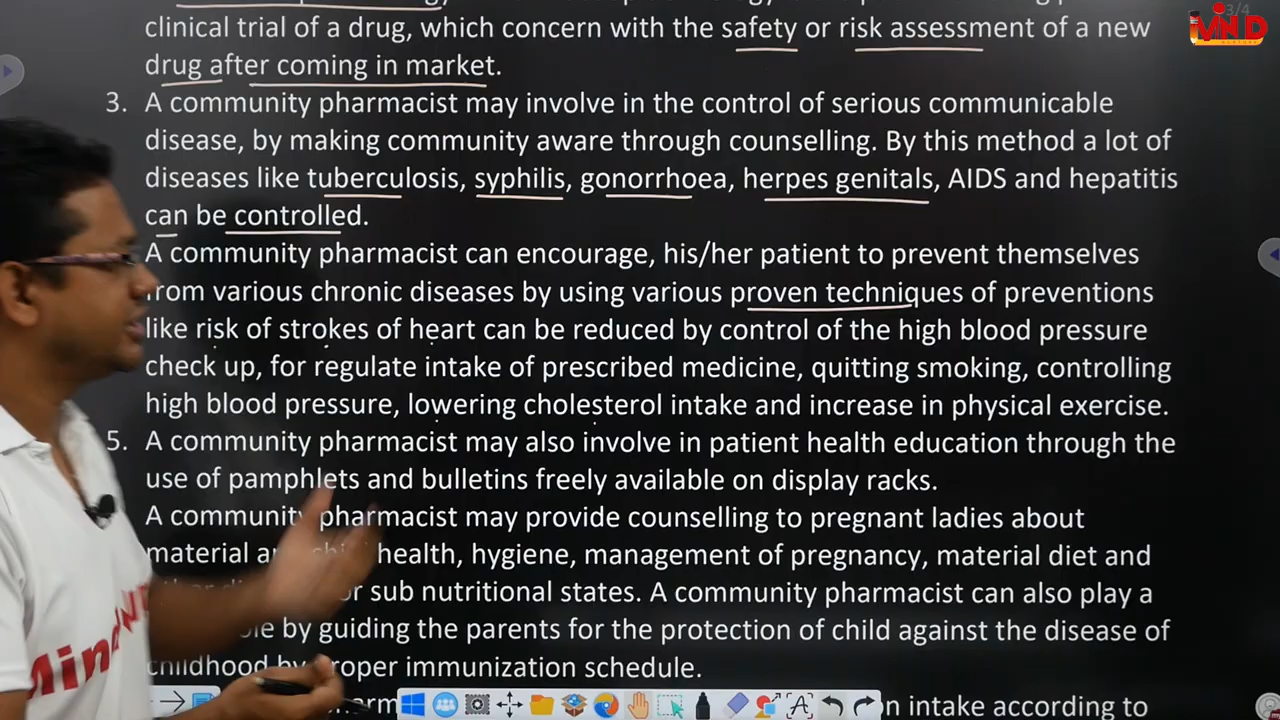 3/4
MIND
clinical trial of a drug, which concern with the safety or risk assessment of a new
drug after coming in market.
3. A community pharmacist may involve in the control of serious communicable
disease, by making community aware through counselling. By this method a lot of
diseases like tuberculosis, syphilis, gonorrhoea, herpes genitals, AIDS and hepatitis
can be controlled.
A community pharmacist can encourage, his/her patient to prevent themselves
from various chronic diseases by using various proven techniques of preventions
like risk of strokes of heart can be reduced by control of the high blood pressure
check up, for regulate intake of prescribed medicine, quitting smoking, controlling
high blood pressure, lowering cholesterol intake and increase in physical exercise.
5. A community pharmacist may also involve in patient health education through the
use of pamphlets and bulletins freely available on display racks.
A community pharmacist may provide counselling to pregnant ladies about
material health, hygiene, management of pregnancy, material diet and
or sub nutritional states. A community pharmacist can also play a
by guiding the parents for the protection of child against the disease of
childhood by proper immunization schedule.
intake according to
Mind